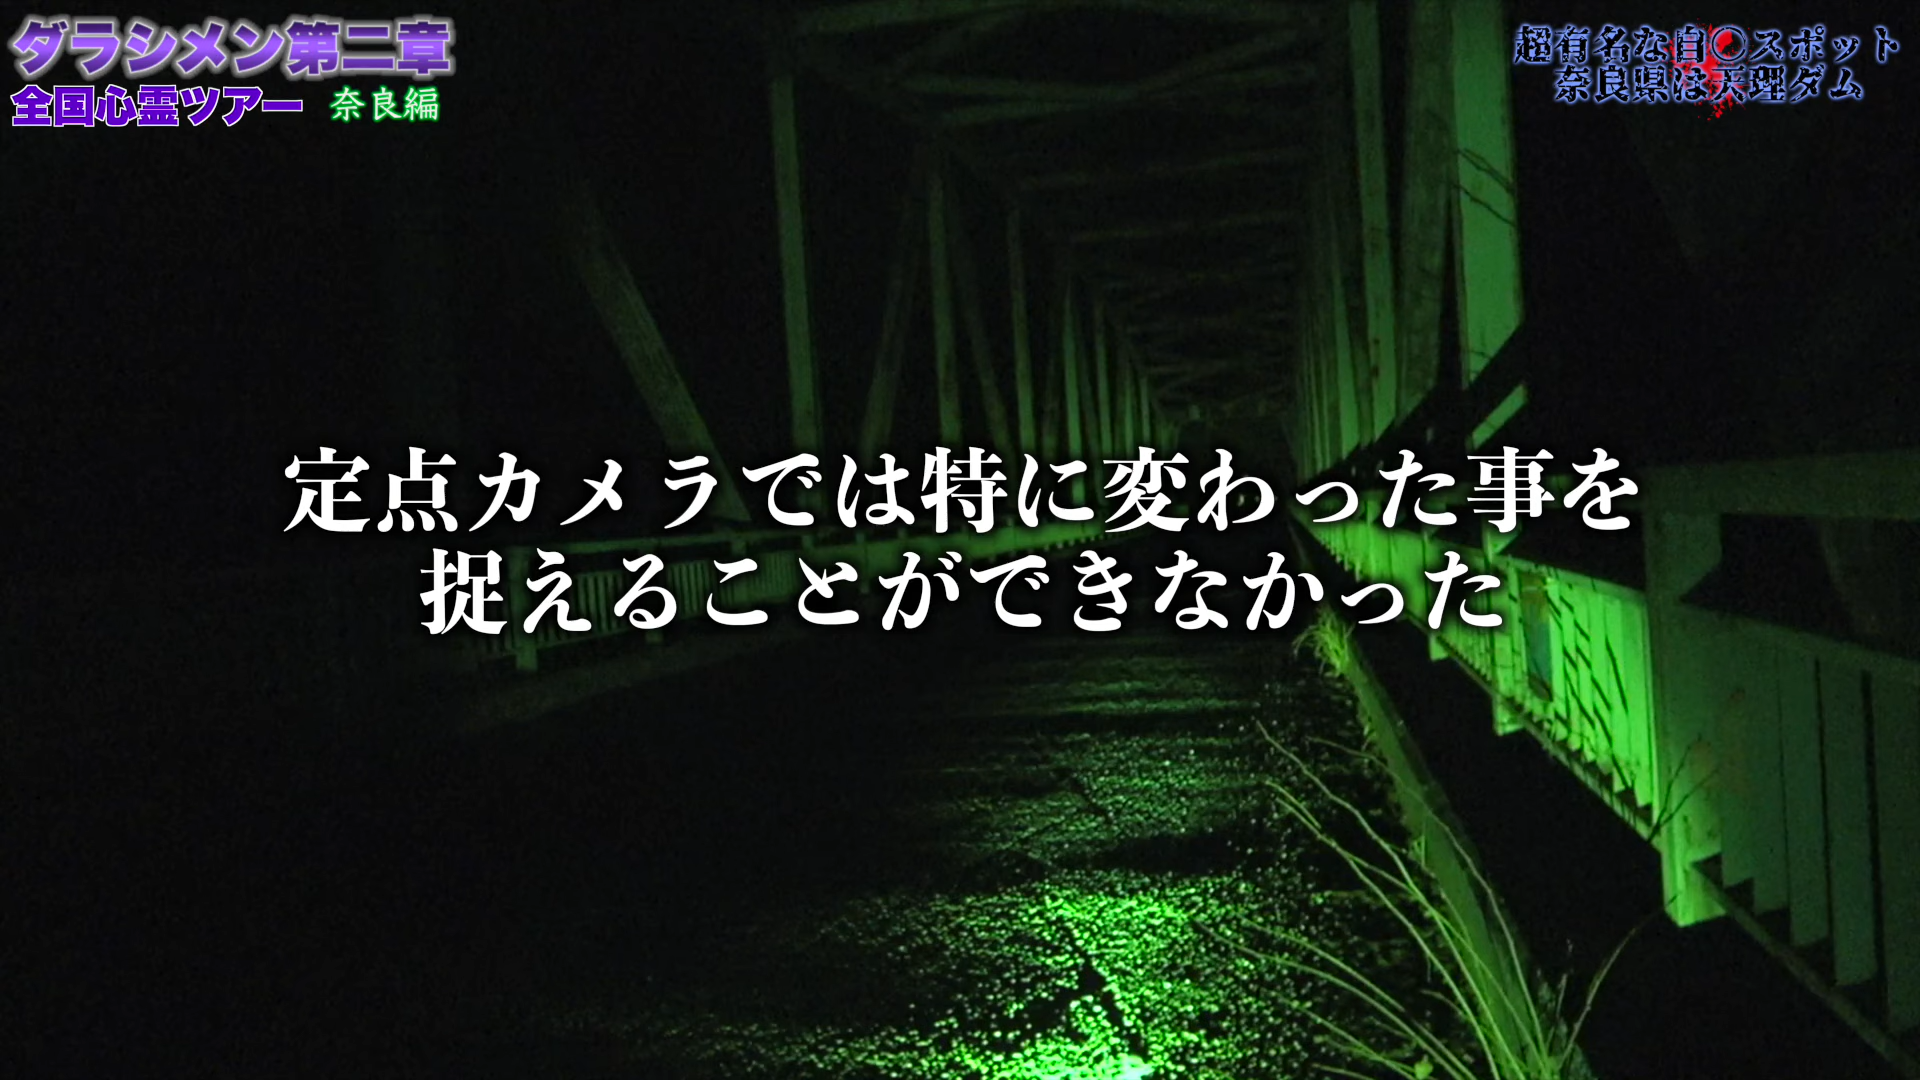 ダラシメン第二章
全国心霊ツアー 奈良編
超有名な自〇スポット
奈良県は天理ダム
定点カメラでは特に変わった事を
捉えることができなかった